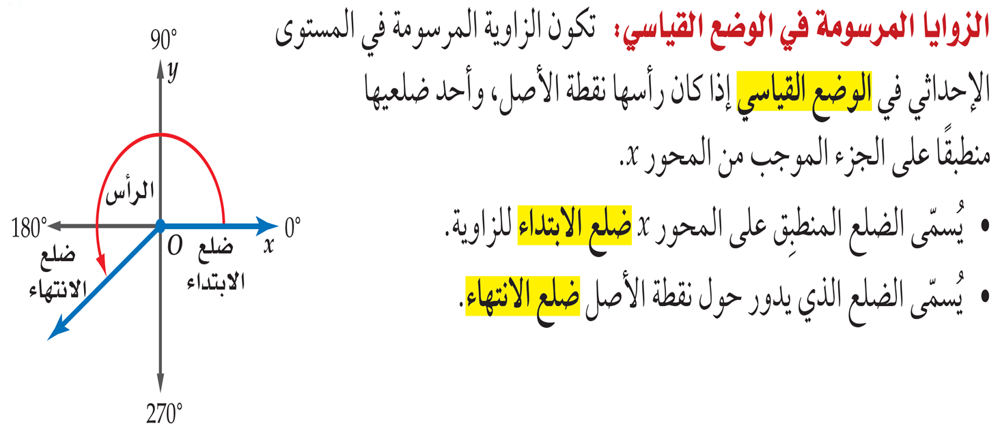 الزوايا المرسومة في الوضع القياسي: تكون الزاوية المرسومة في المستوى
الإحداثي في الوضع القياسي إذا كان رأسها نقطة الأصل، وأحد ضلعيها
منطبقًا على الجزء الموجب من المحور x.
• يُسمّى الضلع المنطبِق على المحور x ضلع الابتداء للزاوية.
• يُسمّى الضلع الذي يدور حول نقطة الأصل ضلع الانتهاء.
90°
y
الرأس
180°
0°
O
x
ضلع
الابتداء
ضلع
الانتهاء
270°